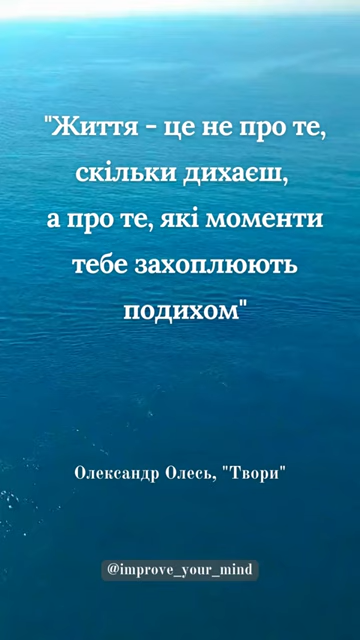 "Життя - це не про те,
скільки дихаєш,
а про те, які моменти
тебе захоплюють
подихом"
Олександр Олесь, "Твори"
@improve_your_mind